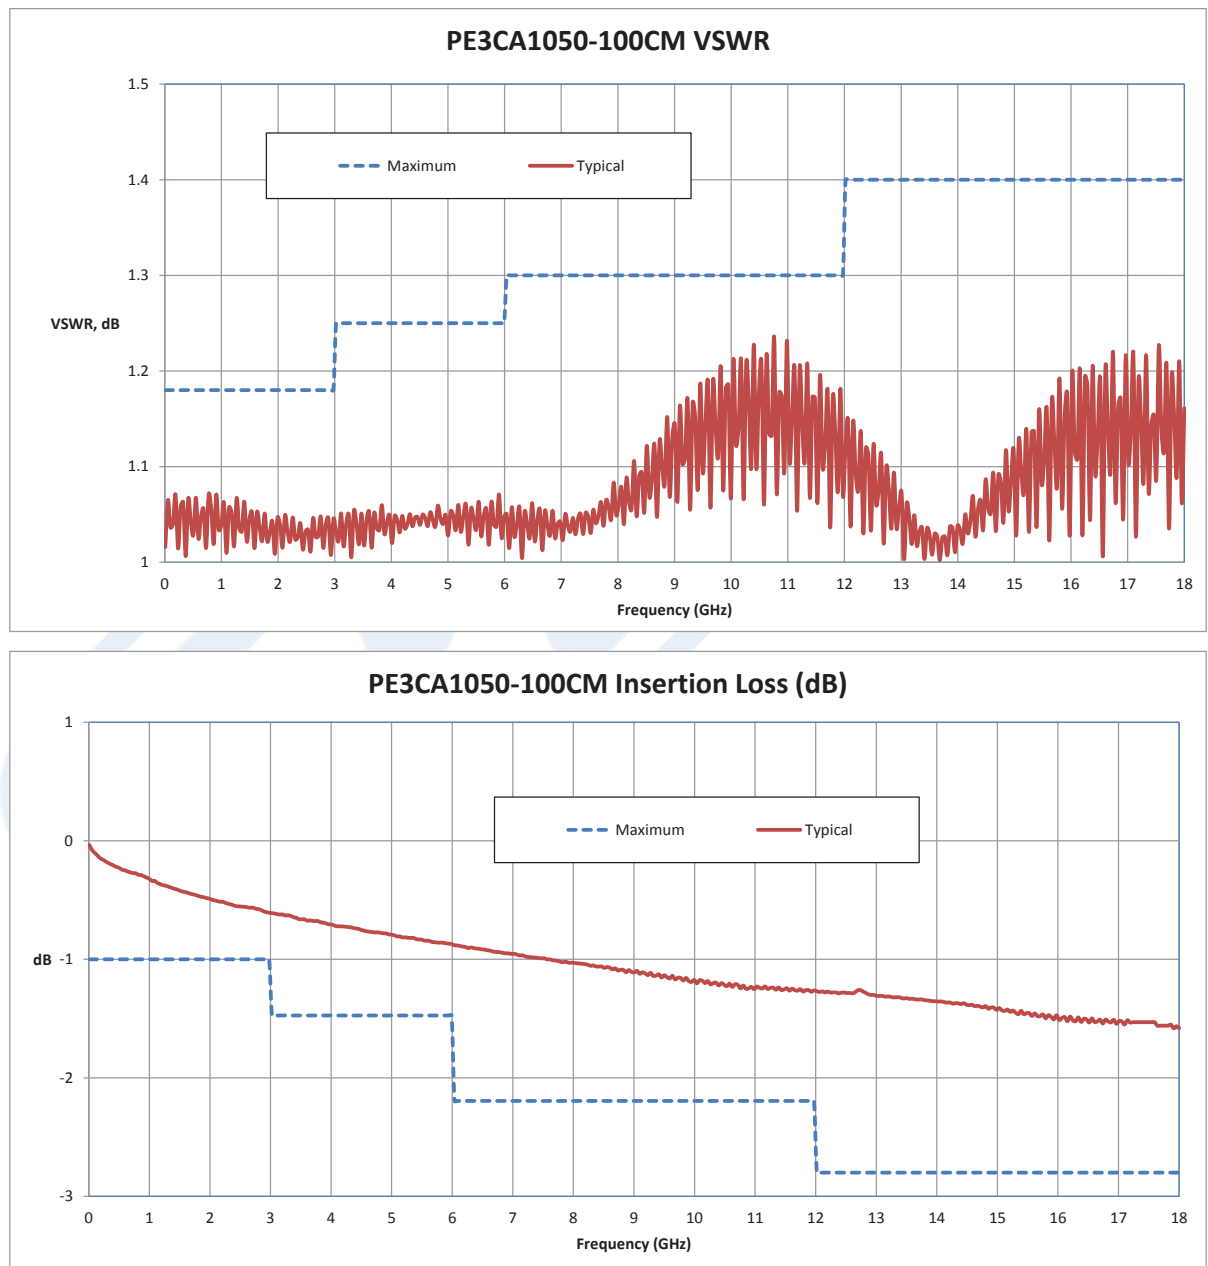 PE3CA1050-100CM VSWR
1.5
Maximum Typical
1.4
1.3
VSWR, dB
1.2
1.1
1
0 1 2 3 4 5 6 7 8 9 10 11 12 13 14 15 16 17 18
Frequency (GHz)
PE3CA1050-100CM Insertion Loss (dB)
1
Maximum Typical
0
dB -1
-2
-3
0 1 2 3 4 5 6 7 8 9 10 11 12 13 14 15 16 17 18
Frequency (GHz)